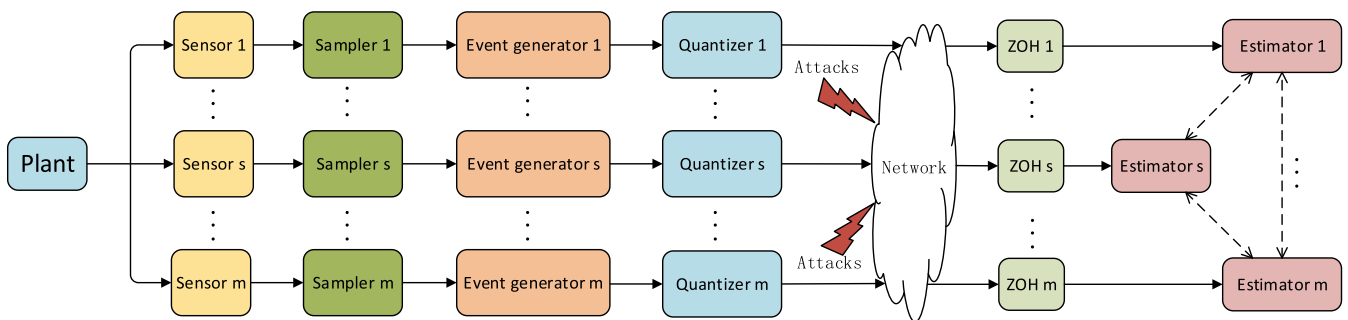 Sensor 1
Sampler 1
Event generator 1
Quantizer 1
ZOH 1
Estimator 1
Attacks
Plant
Sensor s
Sampler s
Event generator s
Quantizer s
Network
ZOH s
Estimator s
Attacks
Sensor m
Sampler m
Event generator m
Quantizer m
ZOH m
Estimator m